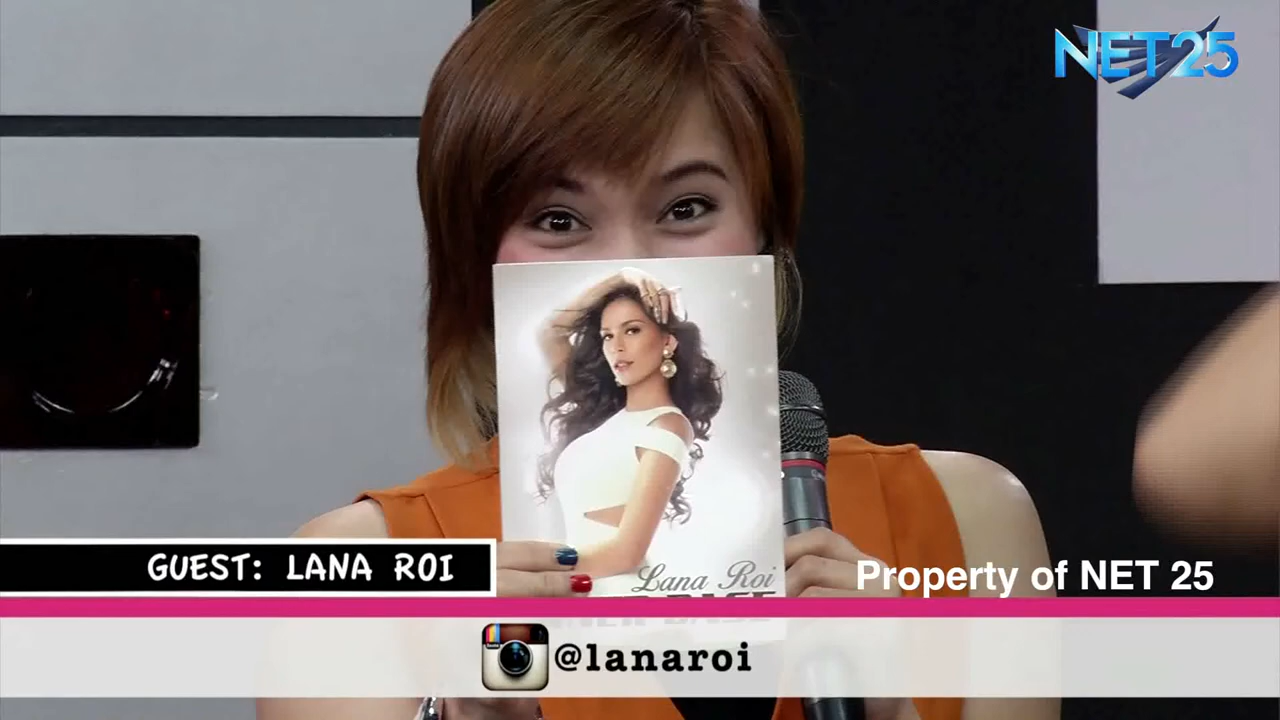 NET25
Lana Roi
GUEST: LANA ROI
Property of NET 25
@lanaroi